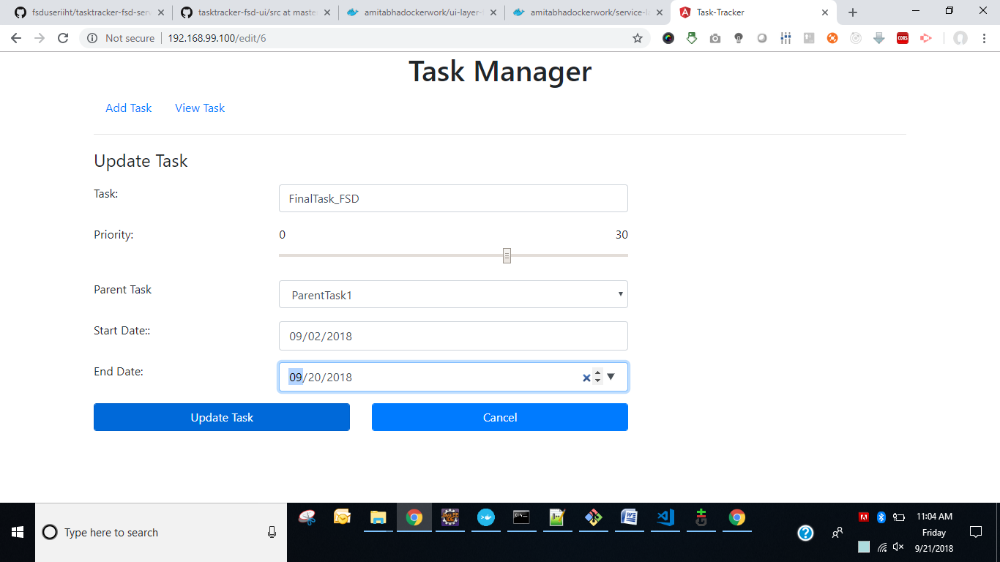 fsduseriiht/tasktracker-fsd-serv
tasktracker-fsd-ui/src at master
amitabhadockerwork/ui-layer-
amitabhadockerwork/service-la
Task-Tracker
Not secure 192.168.99.100/edit/6
CORS
Task Manager
Add Task View Task
Update Task
Task: FinalTask_FSD
Priority: 0 30
Parent Task ParentTask1
Start Date:: 09/02/2018
End Date: 09/20/2018
Update Task Cancel
Type here to search
11:04 AM
Friday
9/21/2018